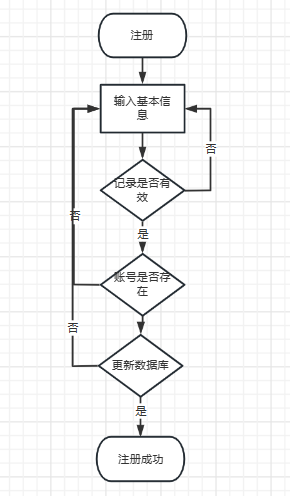 注册
输入基本信
息
否
记录是否有
效
是
否
账号是否存
在
否
更新数据库
是
注册成功